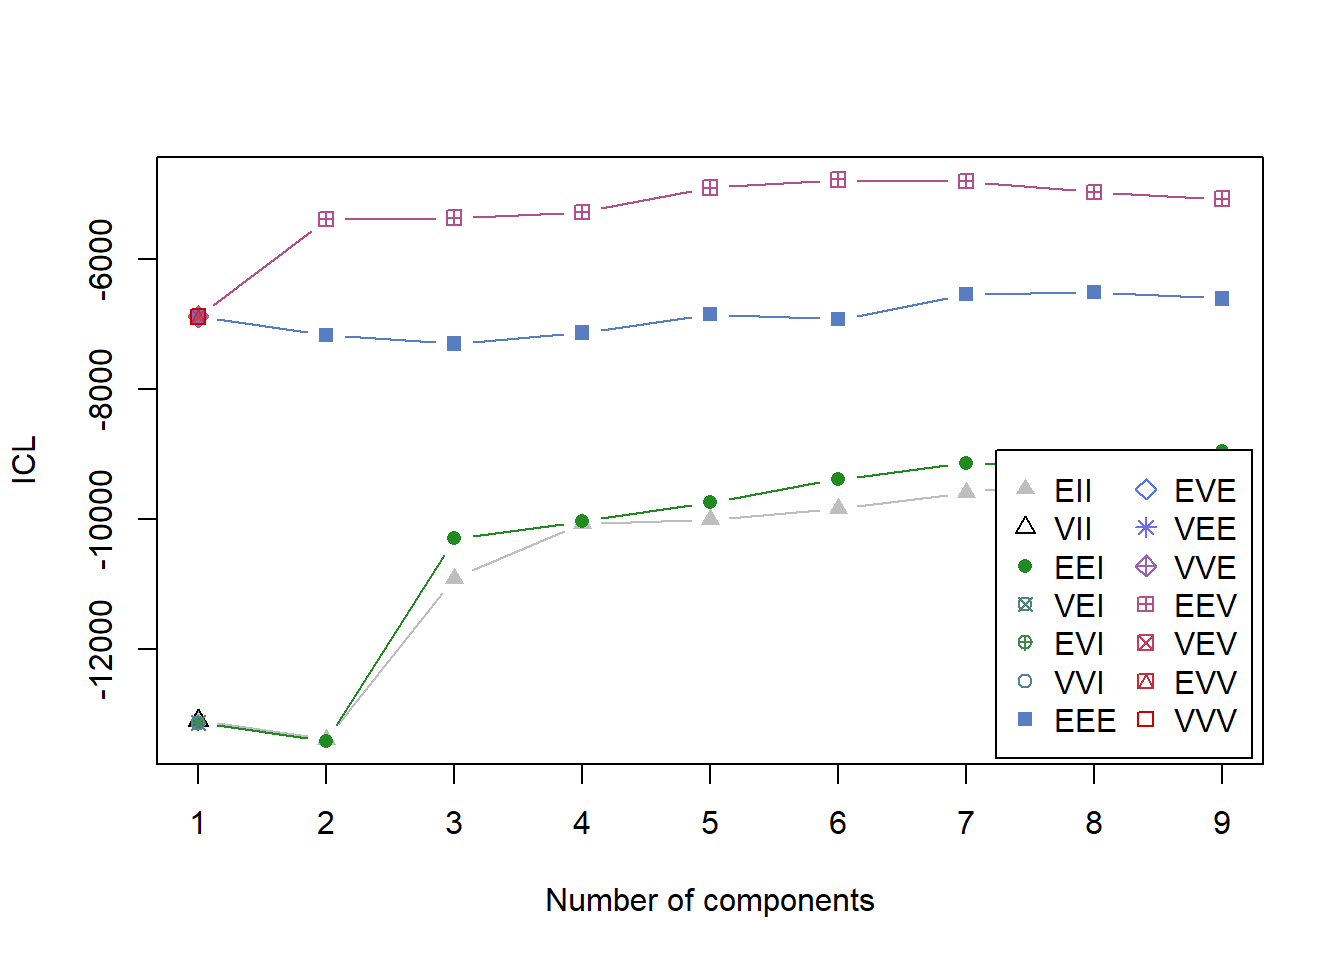 ICL
-6000
-8000
-10000
-12000
EII EVE
VII VEE
EEI VVE
VEI EEV
EVI VEV
VVI EVV
EEE VVV
1 2 3 4 5 6 7 8 9
Number of components